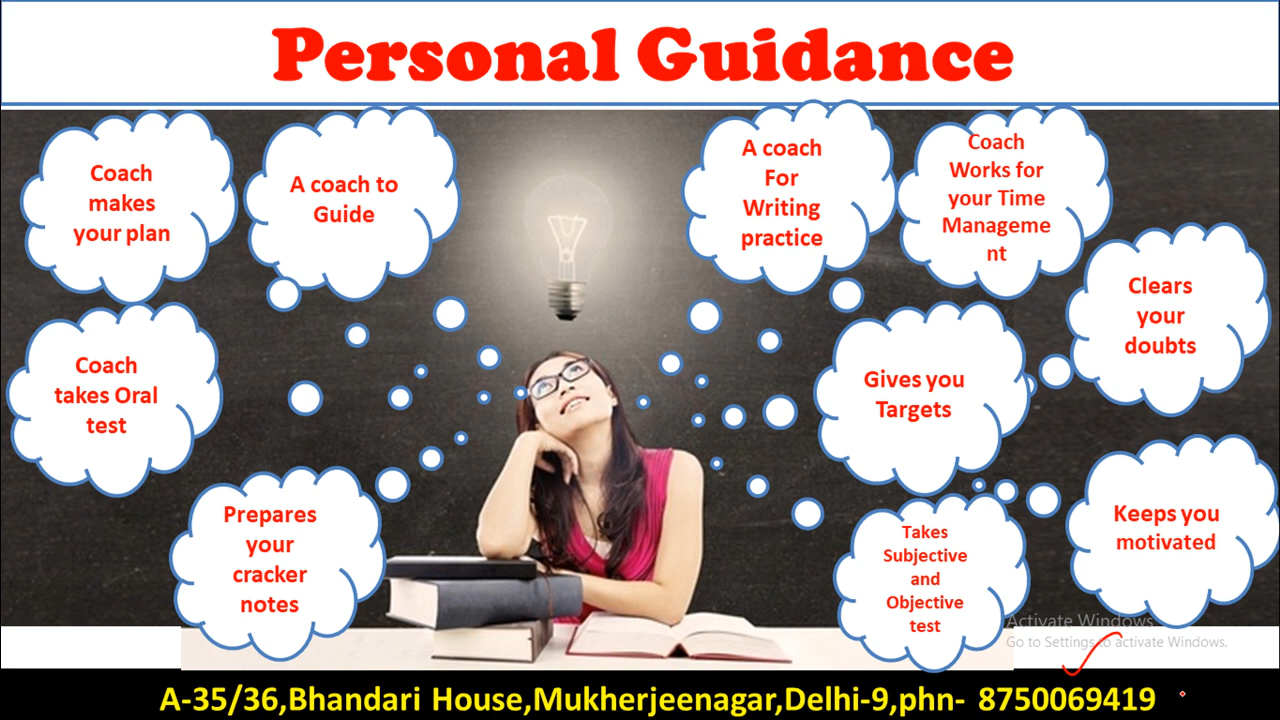 Personal Guidance
Coach
makes
your plan
A coach to
Guide
A coach
For
Writing
practice
Coach
Works for
your Time
Manageme
nt
Clears
your
doubts
Coach
takes Oral
test
Gives you
Targets
Prepares
your
cracker
notes
Takes
Subjective
and
Objective
test
Keeps you
motivated
Activate Windows
Go to Settings to activate Windows.
A-35/36,Bhandari House,Mukherjeenagar,Delhi-9,phn- 8750069419